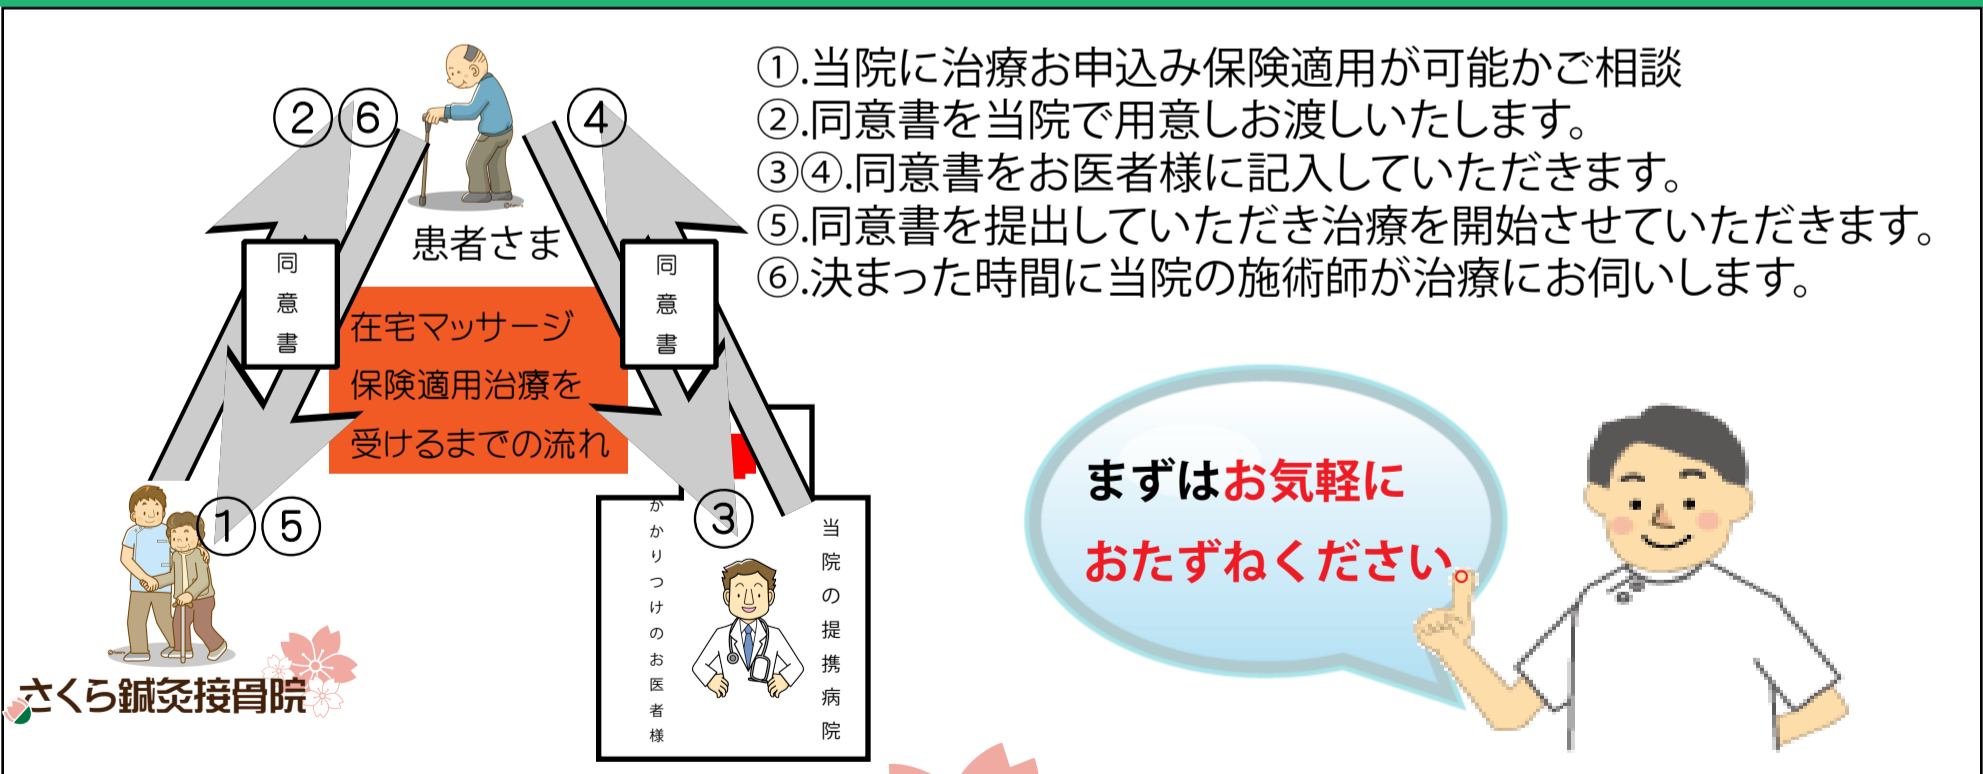 ①.当院に治療お申込み保険適用が可能かご相談
②.同意書を当院で用意しお渡しいたします。
③④.同意書をお医者様に記入していただきます。
⑤.同意書を提出していただき治療を開始させていただきます。
⑥.決まった時間に当院の施術師が治療にお伺いします。
②⑥
④
患者さま
同意書
同意書
在宅マッサージ
保険適用治療を
受けるまでの流れ
①⑤
③
当院の提携病院
かかりつけのお医者様
さくら鍼灸接骨院
まずはお気軽に
おたずねください。